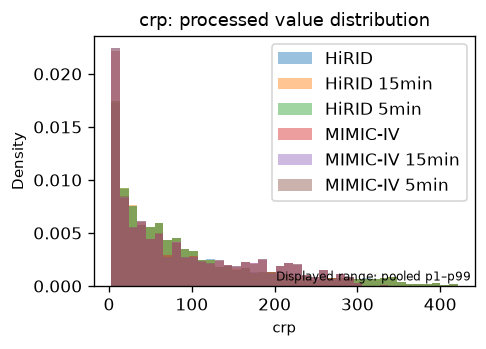 crp: processed value distribution
HiRID
HiRID 15min
HiRID 5min
MIMIC-IV
MIMIC-IV 15min
MIMIC-IV 5min
Density
0.020
0.015
0.010
0.005
0.000
Displayed range: pooled p1–p99
0 100 200 300 400
crp